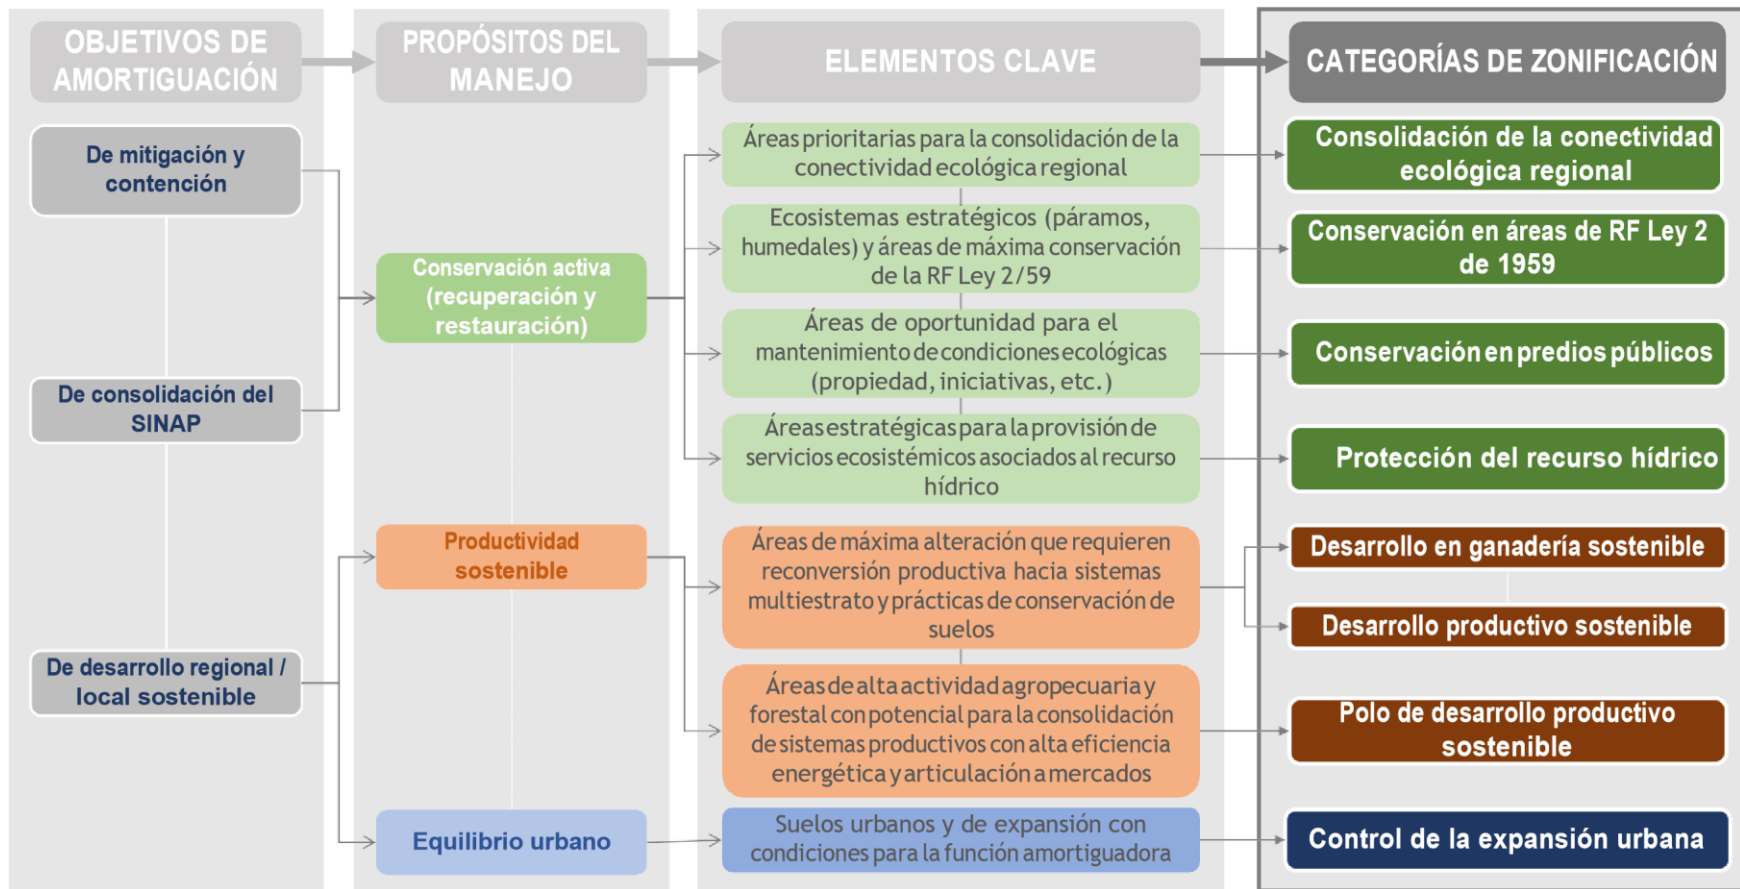 OBJETIVOS DE
AMORTIGUACIÓN
De mitigación y
contención
De consolidación del
SINAP
De desarrollo regional /
local sostenible
PROPÓSITOS DEL
MANEJO
Conservación activa
(recuperación y
restauración)
Productividad
sostenible
Equilibrio urbano
ELEMENTOS CLAVE
Áreas prioritarias para la consolidación de la
conectividad ecológica regional
Ecosistemas estratégicos (páramos,
humedales) y áreas de máxima conservación
de la RF Ley 2/59
Áreas de oportunidad para el
mantenimiento de condiciones ecológicas
(propiedad, iniciativas, etc.)
Áreas estratégicas para la provisión de
servicios ecosistémicos asociados al recurso
hídrico
Áreas de máxima alteración que requieren
reconversión productiva hacia sistemas
multiestrato y prácticas de conservación de
suelos
Áreas de alta actividad agropecuaria y
forestal con potencial para la consolidación
de sistemas productivos con alta eficiencia
energética y articulación a mercados
Suelos urbanos y de expansión con
condiciones para la función amortiguadora
CATEGORÍAS DE ZONIFICACIÓN
Consolidación de la conectividad
ecológica regional
Conservación en áreas de RF Ley 2
de 1959
Conservación en predios públicos
Protección del recurso hídrico
Desarrollo en ganadería sostenible
Desarrollo productivo sostenible
Polo de desarrollo productivo
sostenible
Control de la expansión urbana